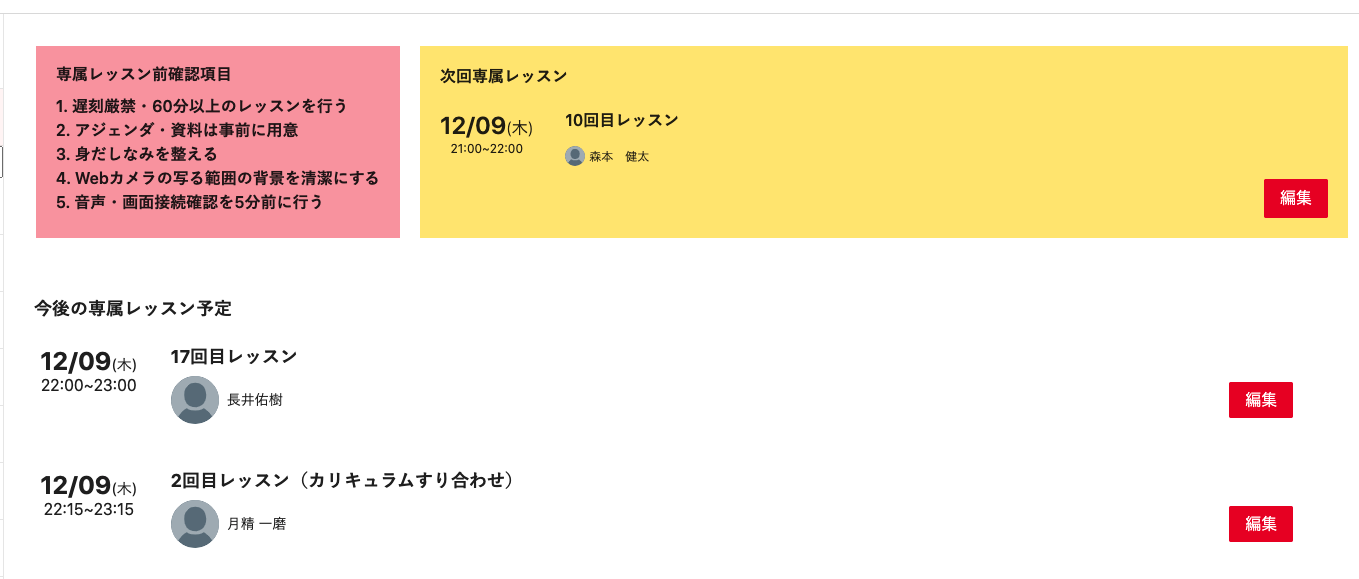 専属レッスン前確認項目
1. 遅刻厳禁・60分以上のレッスンを行う
2. アジェンダ・資料は事前に用意
3. 身だしなみを整える
4. Webカメラの写る範囲の背景を清潔にする
5. 音声・画面接続確認を5分前に行う
次回専属レッスン
12/09(木)
21:00~22:00
10回目レッスン
森本　健太
編集
今後の専属レッスン予定
12/09(木)
22:00~23:00
17回目レッスン
長井佑樹
編集
12/09(木)
22:15~23:15
2回目レッスン（カリキュラムすり合わせ）
月精 一磨
編集